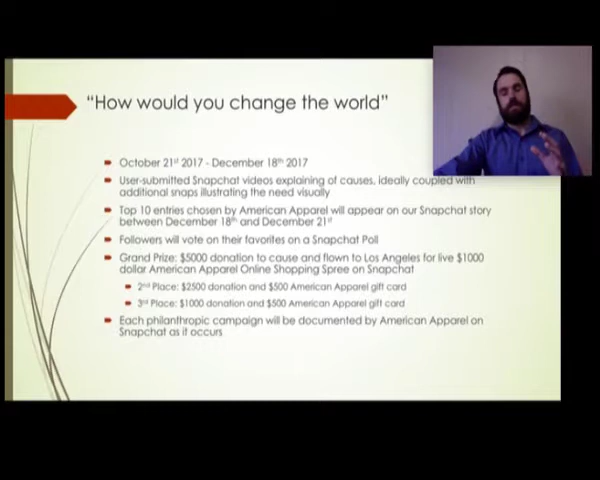 “How would you change the world”
October 21st 2017 - December 18th 2017
User-submitted Snapchat videos explaining of causes, ideally coupled with
additional snaps illustrating the need visually
Top 10 entries chosen by American Apparel will appear on our Snapchat story
between December 18th and December 21st
Followers will vote on their favorites on a Snapchat Poll
Grand Prize: $5000 donation to cause and flown to Los Angeles for live $1000
dollar American Apparel Online Shopping Spree on Snapchat
2nd Place: $2500 donation and $500 American Apparel gift card
3rd Place: $1000 donation and $500 American Apparel gift card
Each philanthropic campaign will be documented by American Apparel on
Snapchat as it occurs